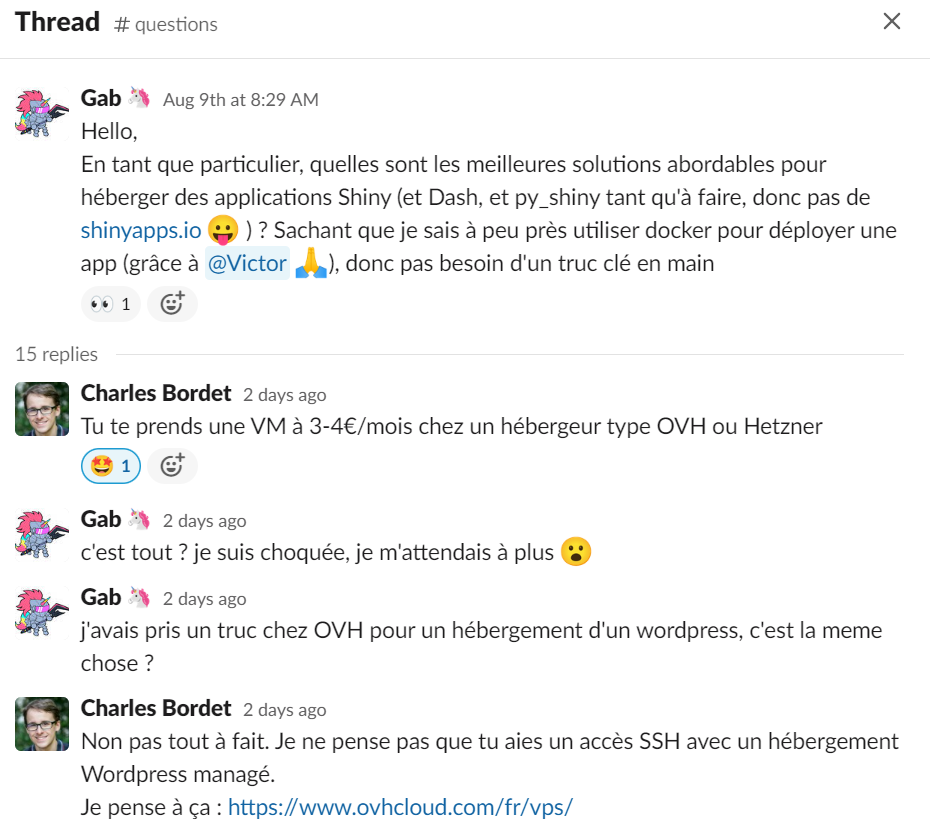 Thread # questions
Gab 🦄 Aug 9th at 8:29 AM
Hello,
En tant que particulier, quelles sont les meilleures solutions abordables pour
héberger des applications Shiny (et Dash, et py_shiny tant qu'à faire, donc pas de
shinyapps.io 😛 ) ? Sachant que je sais à peu près utiliser docker pour déployer une
app (grâce à @Victor 🙏), donc pas besoin d'un truc clé en main
👀 1
15 replies
Charles Bordet 2 days ago
Tu te prends une VM à 3-4€/mois chez un hébergeur type OVH ou Hetzner
🤩 1
Gab 🦄 2 days ago
c'est tout ? je suis choquée, je m'attendais à plus 😮
Gab 🦄 2 days ago
j'avais pris un truc chez OVH pour un hébergement d'un wordpress, c'est la meme
chose ?
Charles Bordet 2 days ago
Non pas tout à fait. Je ne pense pas que tu aies un accès SSH avec un hébergement
Wordpress managé.
Je pense à ça : https://www.ovhcloud.com/fr/vps/